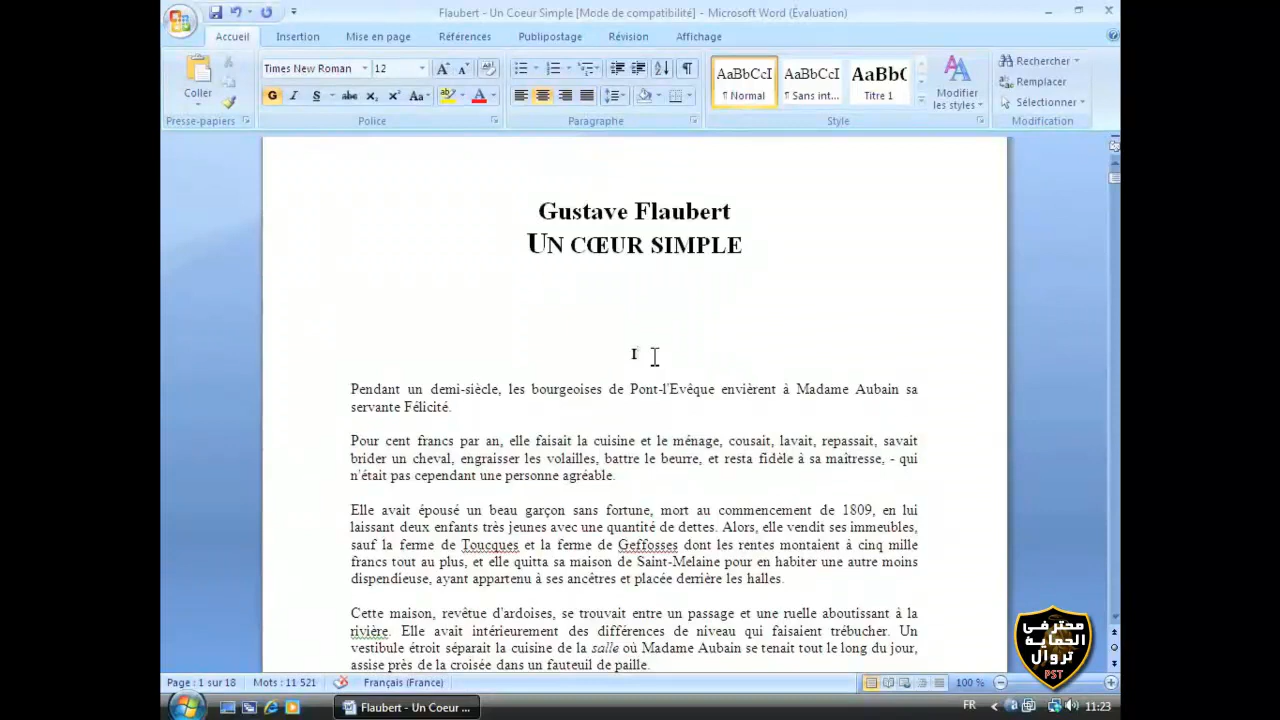 Flaubert - Un Coeur Simple [Mode de compatibilité] - Microsoft Word (Évaluation)
Accueil Insertion Mise en page Références Publipostage Révision Affichage
Coller
Times New Roman 12
AaBbCcI AaBbCcI AaBbC
¶ Normal ¶ Sans int... Titre 1
Modifier les styles
Rechercher
Remplacer
Sélectionner
Presse-papiers Police Paragraphe Style Modification
Gustave Flaubert
UN CŒUR SIMPLE
I
Pendant un demi-siècle, les bourgeoises de Pont-l'Evêque envièrent à Madame Aubain sa
servante Félicité.
Pour cent francs par an, elle faisait la cuisine et le ménage, cousait, lavait, repassait, savait
brider un cheval, engraisser les volailles, battre le beurre, et resta fidèle à sa maîtresse, - qui
n'était pas cependant une personne agréable.
Elle avait épousé un beau garçon sans fortune, mort au commencement de 1809, en lui
laissant deux enfants très jeunes avec une quantité de dettes. Alors, elle vendit ses immeubles,
sauf la ferme de Toucques et la ferme de Geffosses dont les rentes montaient à cinq mille
francs tout au plus, et elle quitta sa maison de Saint-Melaine pour en habiter une autre moins
dispendieuse, ayant appartenu à ses ancêtres et placée derrière les halles.
Cette maison, revêtue d'ardoises, se trouvait entre un passage et une ruelle aboutissant à la
rivière. Elle avait intérieurement des différences de niveau qui faisaient trébucher. Un
vestibule étroit séparait la cuisine de la salle où Madame Aubain se tenait tout le long du jour,
assise près de la croisée dans un fauteuil de paille.
محترفي
الحماية
تروال
PST
Page : 1 sur 18 Mots : 11 521 Français (France) 100 %
Flaubert - Un Coeur ... FR 11:23